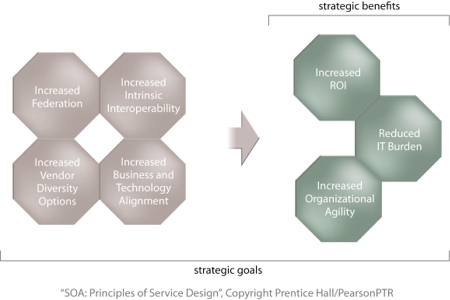 strategic benefits
Increased
Federation
Increased
Intrinsic
Interoperability
Increased
Vendor
Diversity
Options
Increased
Business and
Technology
Alignment
Increased
ROI
Reduced
IT Burden
Increased
Organizational
Agility
strategic goals
“SOA: Principles of Service Design”, Copyright Prentice Hall/PearsonPTR